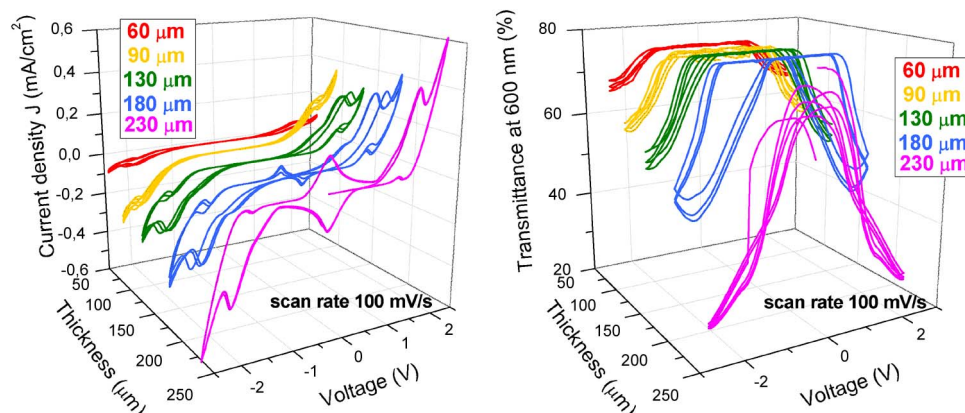 Current density J (mA/cm²)
0,6
0,4
0,2
0,0
-0,2
-0,4
-0,6
60 μm
90 μm
130 μm
180 μm
230 μm
scan rate 100 mV/s
50
100
150
200
250
Thickness (μm)
-2
-1
0
1
2
Voltage (V)
Transmittance at 600 nm (%)
80
60
40
20
60 μm
90 μm
130 μm
180 μm
230 μm
scan rate 100 mV/s
50
100
150
200
250
Thickness (μm)
-2
0
2
Voltage (V)